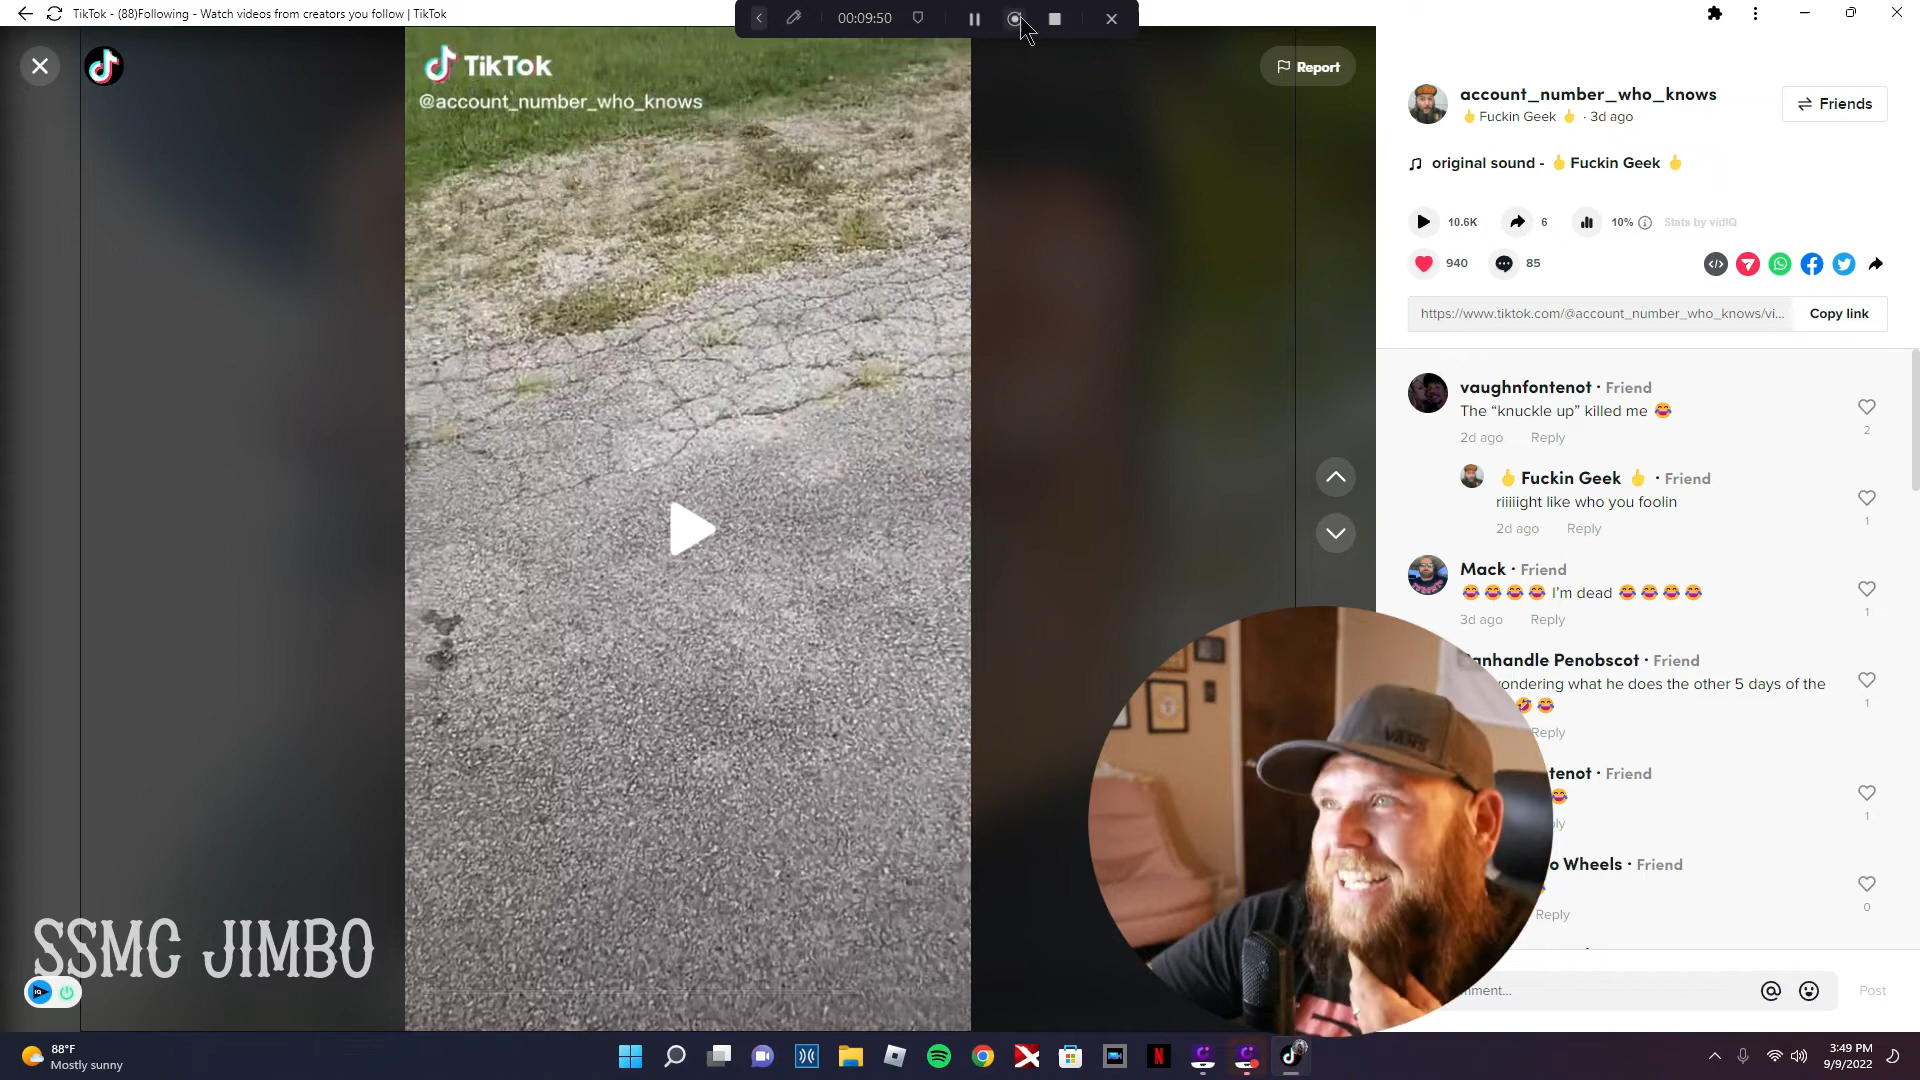 TikTok - (88)Following - Watch videos from creators you follow | TikTok
00:09:50
TikTok
@account_number_who_knows
Report
account_number_who_knows
🖕 Fuckin Geek 🖕 · 3d ago
Friends
original sound - 🖕 Fuckin Geek 🖕
10.6K
6
10%
Stats by vidIQ
940
85
https://www.tiktok.com/@account_number_who_knows/vi...
Copy link
vaughnfontenot · Friend
The “knuckle up” killed me 😂
2d ago Reply
2
🖕 Fuckin Geek 🖕 · Friend
riiiiight like who you foolin
2d ago Reply
1
Mack · Friend
😂😂😂😂 I’m dead 😂😂😂😂
3d ago Reply
1
anhandle Penobscot · Friend
ondering what he does the other 5 days of the
🤣😂
Reply
1
tenot · Friend
😂
ply
1
o Wheels · Friend
Reply
0
ment...
Post
VANS
SSMC JIMBO
88°F
Mostly sunny
3:49 PM
9/9/2022